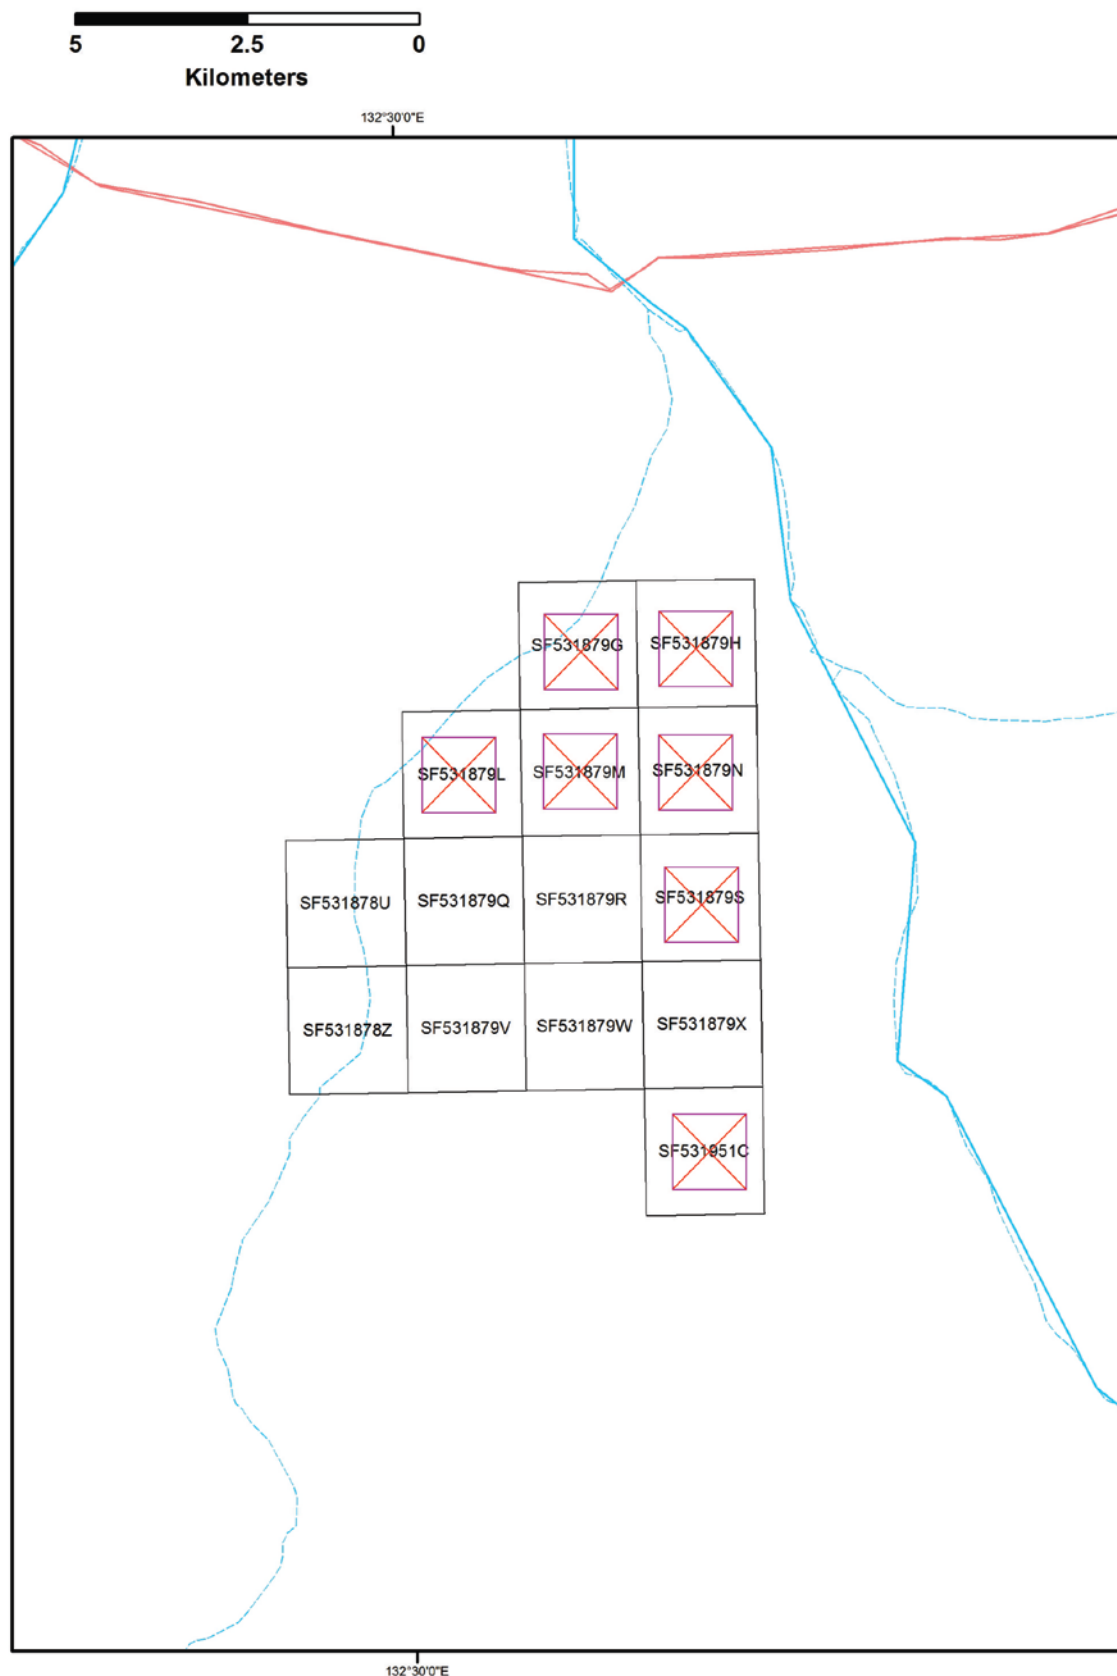 5 2.5 0
Kilometers
132°30'0"E
SF531879G SF531879H
SF531879L SF531879M SF531879N
SF531878U SF531879Q SF531879R SF531879S
SF531878Z SF531879V SF531879W SF531879X
SF531951C
132°30'0"E